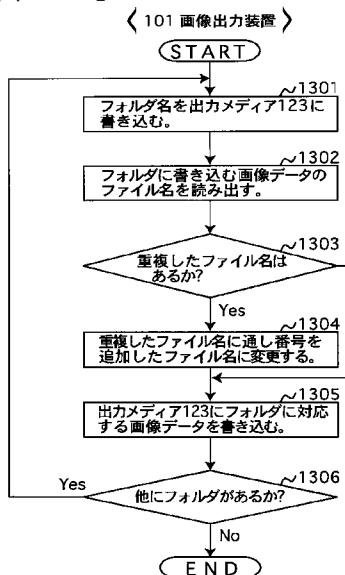 〈 101 画像出力装置 〉
START
1301
フォルダ名を出力メディア123に
書き込む。
1302
フォルダに書き込む画像データの
ファイル名を読み出す。
1303
重複したファイル名は
あるか?
Yes
1304
重複したファイル名に通し番号を
追加したファイル名に変更する。
1305
出力メディア123にフォルダに対応
する画像データを書き込む。
1306
Yes
他にフォルダがあるか?
No
END